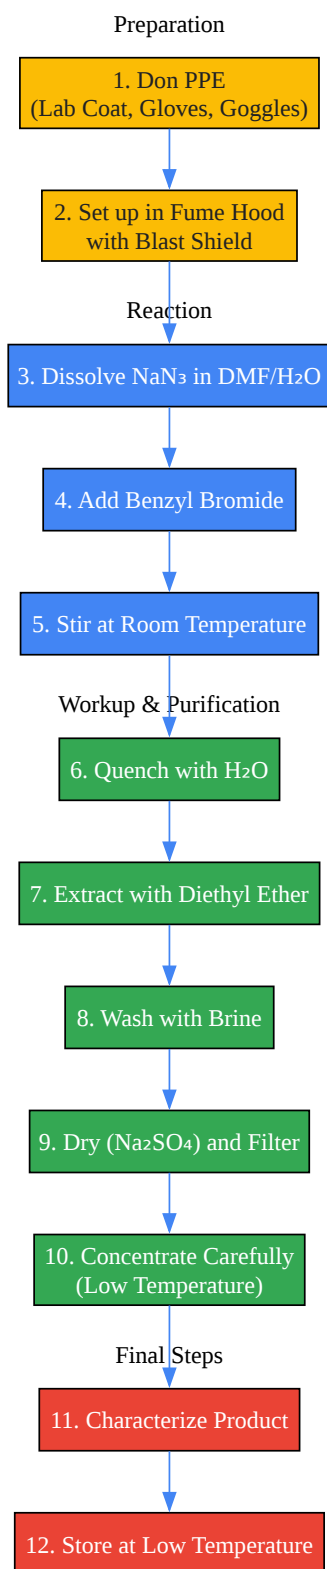 Preparation
1. Don PPE
(Lab Coat, Gloves, Goggles)
2. Set up in Fume Hood
with Blast Shield
Reaction
3. Dissolve NaN₃ in DMF/H₂O
4. Add Benzyl Bromide
5. Stir at Room Temperature
Workup & Purification
6. Quench with H₂O
7. Extract with Diethyl Ether
8. Wash with Brine
9. Dry (Na₂SO₄) and Filter
10. Concentrate Carefully
(Low Temperature)
Final Steps
11. Characterize Product
12. Store at Low Temperature